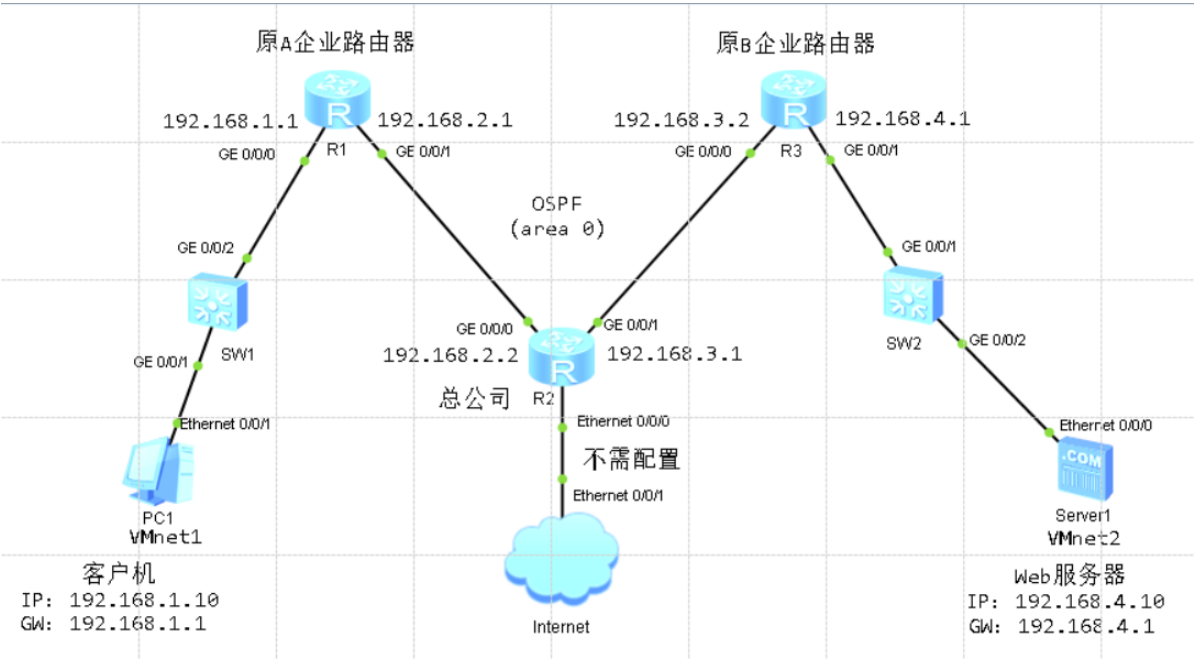 原A企业路由器
原B企业路由器
192.168.1.1
192.168.2.1
192.168.3.2
192.168.4.1
R
R
GE 0/0/0
R1
GE 0/0/1
GE 0/0/0
R3
GE 0/0/1
OSPF
(area 0)
GE 0/0/2
GE 0/0/1
SW1
SW2
GE 0/0/0
GE 0/0/1
GE 0/0/2
GE 0/0/1
192.168.2.2
192.168.3.1
R
总公司
R2
Ethernet 0/0/1
Ethernet 0/0/0
Ethernet 0/0/0
不需配置
.COM
Ethernet 0/0/1
PC1
VMnet1
Server1
VMnet2
客户机
IP: 192.168.1.10
GW: 192.168.1.1
Web服务器
IP: 192.168.4.10
GW: 192.168.4.1
Internet